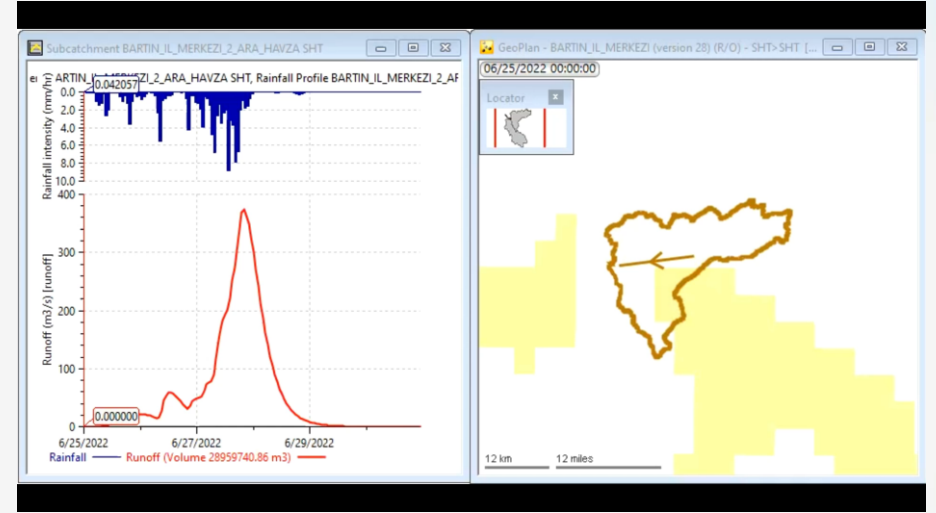 Subcatchment BARTIN_IL_MERKEZI_2_ARA_HAVZA SHT
GeoPlan - BARTIN_IL_MERKEZI (version 28) (R/O) - SHT>SHT [...
ARTIN_IL_MERKEZI_2_ARA_HAVZA SHT, Rainfall Profile BARTIN_IL_MERKEZI_2_AF
0.042057
Rainfall intensity (mm/hr)
0.0
2.0
4.0
6.0
8.0
10.0
Runoff (m3/s) [runoff]
400
300
200
100
0
0.000000
6/25/2022 6/27/2022 6/29/2022
Rainfall Runoff (Volume 28959740.86 m3)
06/25/2022 00:00:00
Locator
12 km 12 miles